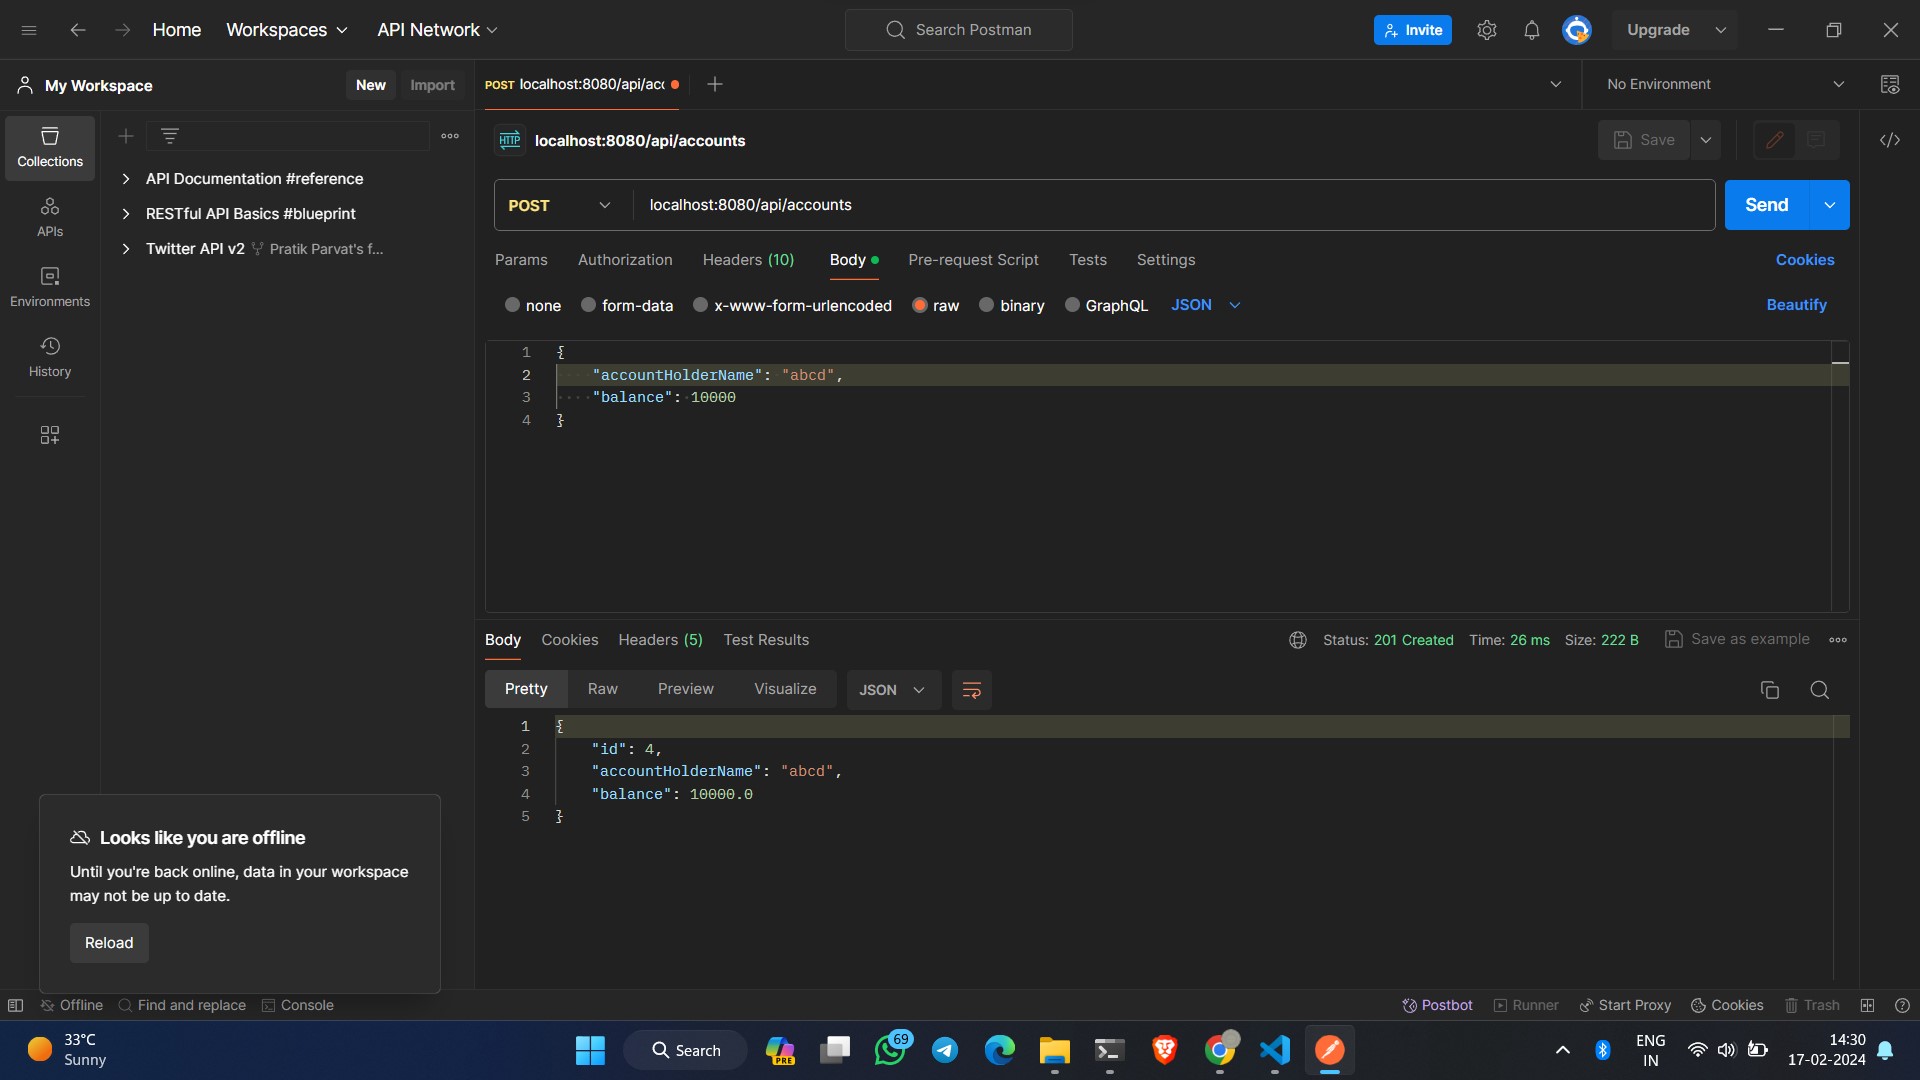 Home Workspaces API Network Search Postman Invite Upgrade
My Workspace New Import POST localhost:8080/api/acc No Environment
Collections
APIs
Environments
History
API Documentation #reference
RESTful API Basics #blueprint
Twitter API v2 Pratik Parvat's f...
HTTP localhost:8080/api/accounts Save
POST localhost:8080/api/accounts Send
Params Authorization Headers (10) Body Pre-request Script Tests Settings Cookies
none form-data x-www-form-urlencoded raw binary GraphQL JSON Beautify
1 {
2 "accountHolderName": "abcd",
3 "balance": 10000
4 }
Body Cookies Headers (5) Test Results Status: 201 Created Time: 26 ms Size: 222 B Save as example
Pretty Raw Preview Visualize JSON
1 {
2 "id": 4,
3 "accountHolderName": "abcd",
4 "balance": 10000.0
5 }
Looks like you are offline
Until you're back online, data in your workspace
may not be up to date.
Reload
Offline Find and replace Console Postbot Runner Start Proxy Cookies Trash
33°C
Sunny
Search
PRE
69
ENG
IN
14:30
17-02-2024